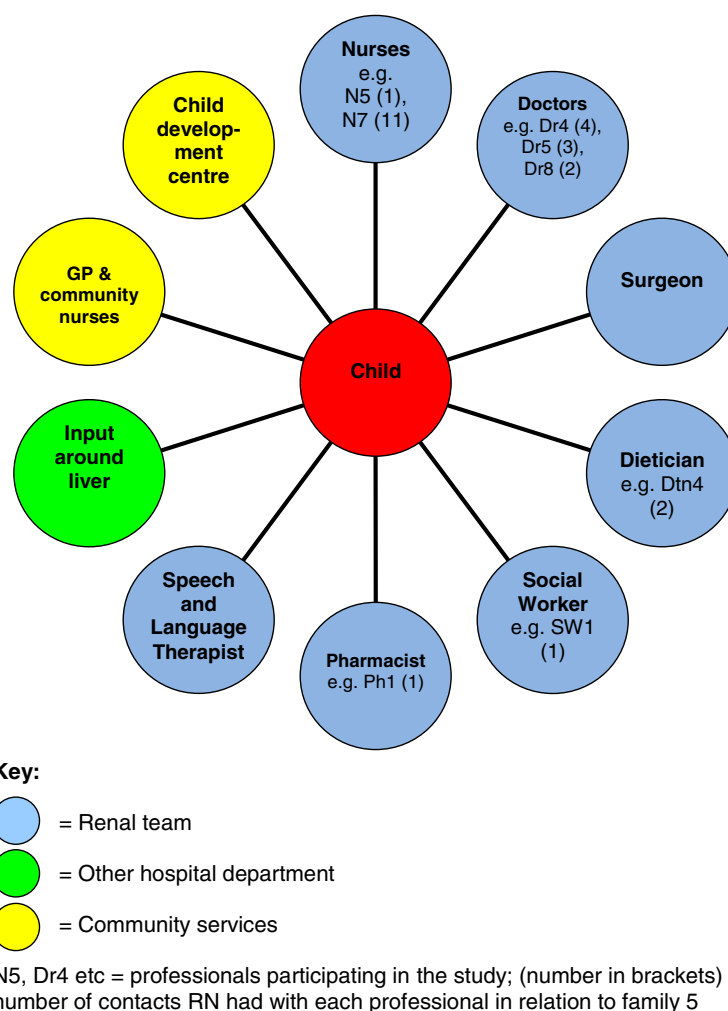 Nurses
e.g.
N5 (1),
N7 (11)
Doctors
e.g. Dr4 (4),
Dr5 (3),
Dr8 (2)
Surgeon
Dietician
e.g. Dtn4
(2)
Social
Worker
e.g. SW1
(1)
Pharmacist
e.g. Ph1 (1)
Speech
and
Language
Therapist
Input
around
liver
GP &
community
nurses
Child
develop-
ment
centre
Child
Key:
= Renal team
= Other hospital department
= Community services
N5, Dr4 etc = professionals participating in the study; (number in brackets)
number of contacts RN had with each professional in relation to family 5